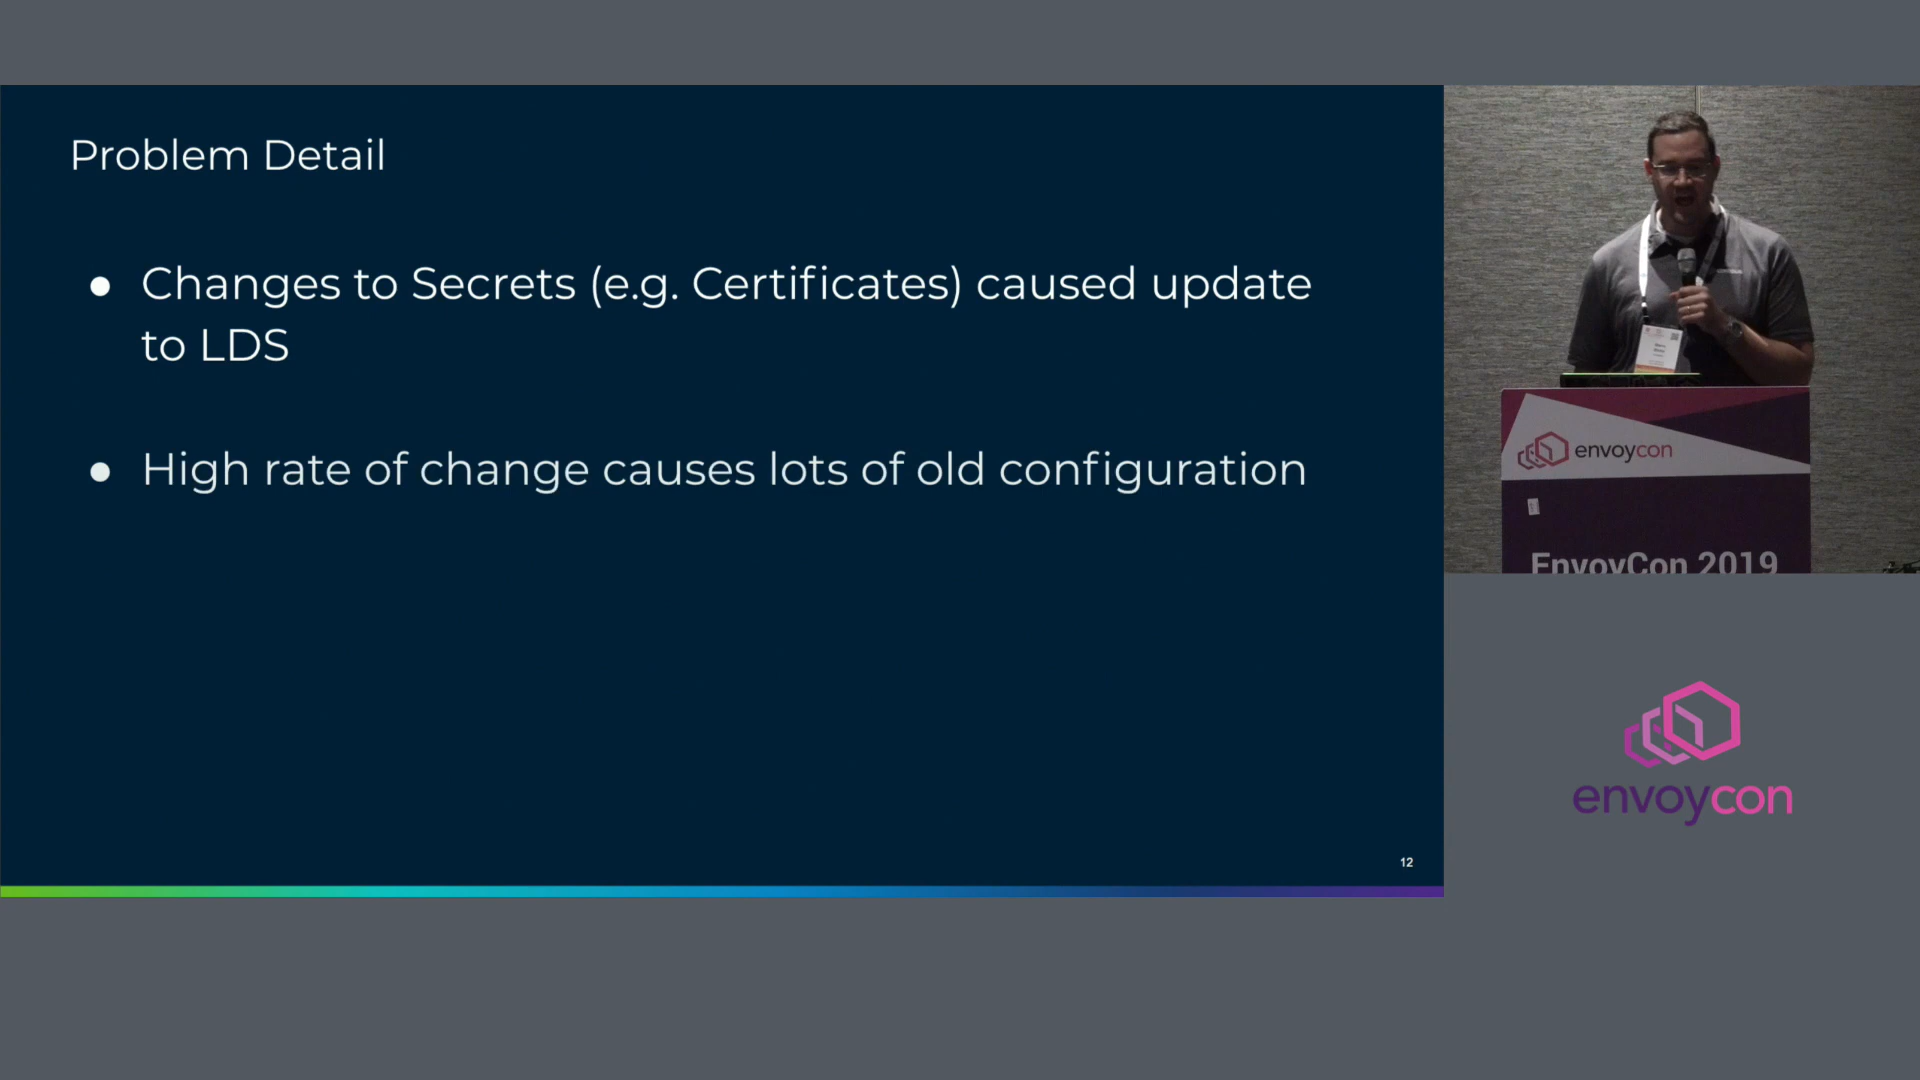 Problem Detail
● Changes to Secrets (e.g. Certificates) caused update
to LDS
● High rate of change causes lots of old configuration
12
envoycon
EnvoyCon 2019
envoycon